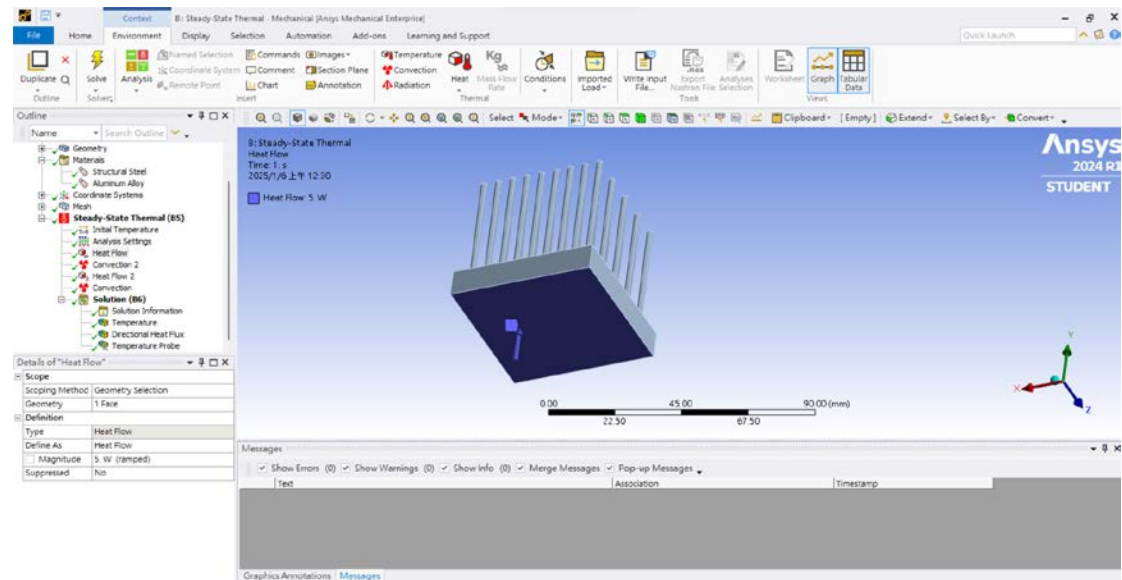 Context
B: Steady-State Thermal - Mechanical [Ansys Mechanical Enterprise]
File Home Environment Display Selection Automation Add-ons Learning and Support
Quick Launch
Duplicate Q
Outline
Solve
Solvers
Analysis
Named Selection
Coordinate System
Remote Point
Commands
Comment
Chart
Images
Section Plane
Annotation
Insert
Temperature
Convection
Radiation
Heat
Mass Flow Rate
Thermal
Conditions
Imported Load
Write Input File...
.nas
Export Nastran File
Analyses Selection
Tools
Worksheet
Graph
Tabular Data
Views
Outline
Name
Search Outline
Select Mode Clipboard [Empty] Extend Select By Convert
Geometry
Materials
Structural Steel
Aluminum Alloy
Coordinate Systems
Mesh
Steady-State Thermal (B5)
Initial Temperature
Analysis Settings
Heat Flow
Convection 2
Heat Flow 2
Convection
Solution (B6)
Solution Information
Temperature
Directional Heat Flux
Temperature Probe
B: Steady-State Thermal
Heat Flow
Time: 1. s
2025/1/6 上午 12:30
Heat Flow: 5. W
Ansys
2024 R1
STUDENT
Y
X
Z
0.00 45.00 90.00 (mm)
22.50 67.50
Details of "Heat Flow"
Scope
Scoping Method Geometry Selection
Geometry 1 Face
Definition
Type Heat Flow
Define As Heat Flow
Magnitude 5. W (ramped)
Suppressed No
Messages
Show Errors (0) Show Warnings (0) Show Info (0) Merge Messages Pop-up Messages
Text Association Timestamp
Graphics Annotations Messages